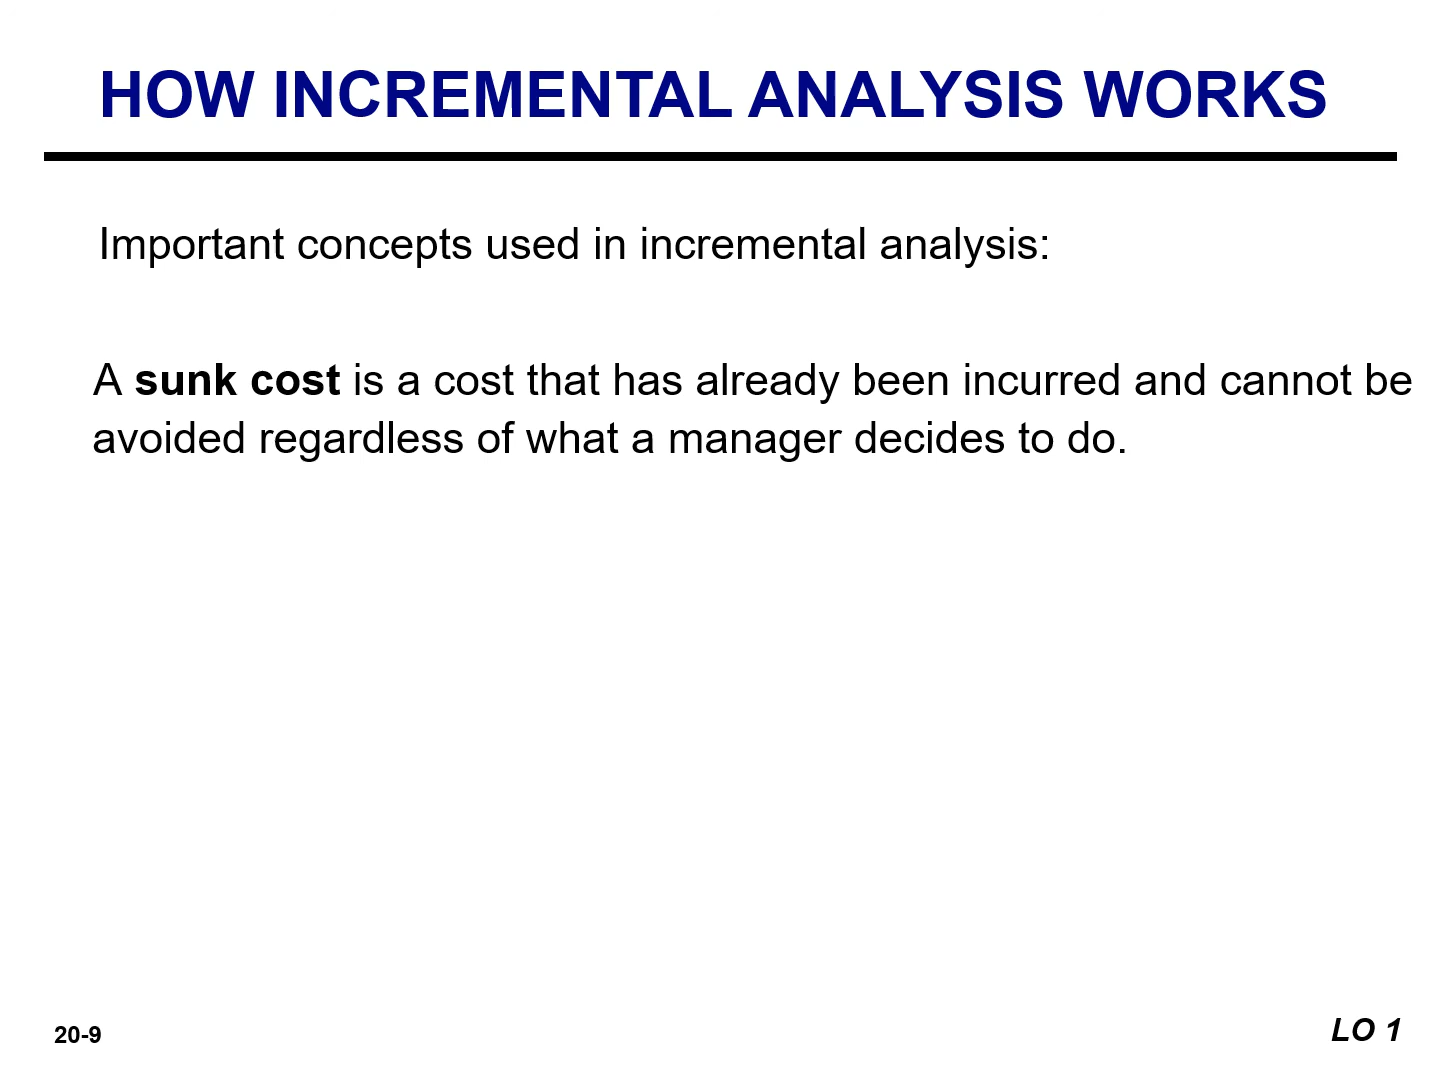 HOW INCREMENTAL ANALYSIS WORKS
Important concepts used in incremental analysis:
A sunk cost is a cost that has already been incurred and cannot be
avoided regardless of what a manager decides to do.
20-9
LO 1